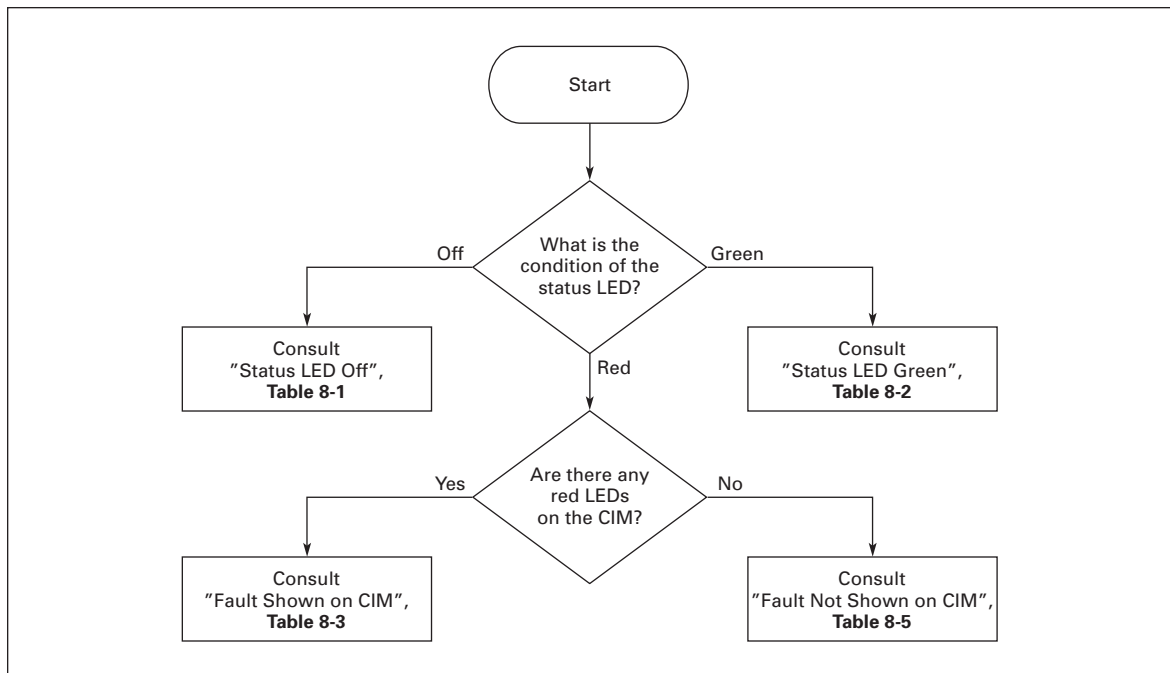 Start
What is the
condition of the
status LED?
Off
Green
Consult
"Status LED Off",
Table 8-1
Consult
"Status LED Green",
Table 8-2
Red
Are there any
red LEDs
on the CIM?
Yes
No
Consult
"Fault Shown on CIM",
Table 8-3
Consult
"Fault Not Shown on CIM",
Table 8-5